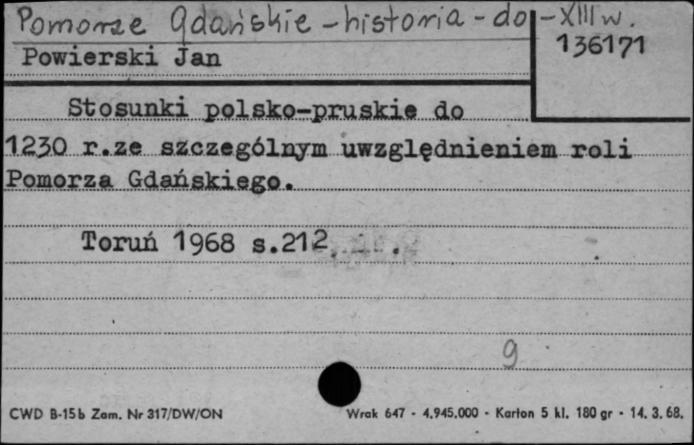 Pomorze Gdańskie - historia - do - XIII w.
136171
Powierski Jan
Stosunki polsko-pruskie do
1230 r.ze szczególnym uwzględnieniem roli
Pomorza Gdańskiego.
Toruń 1968 s.212
9
CWD B-15b Zam. Nr 317/DW/ON
Wrak 647 - 4.945.000 - Karton 5 kl. 180 gr - 14. 3. 68.